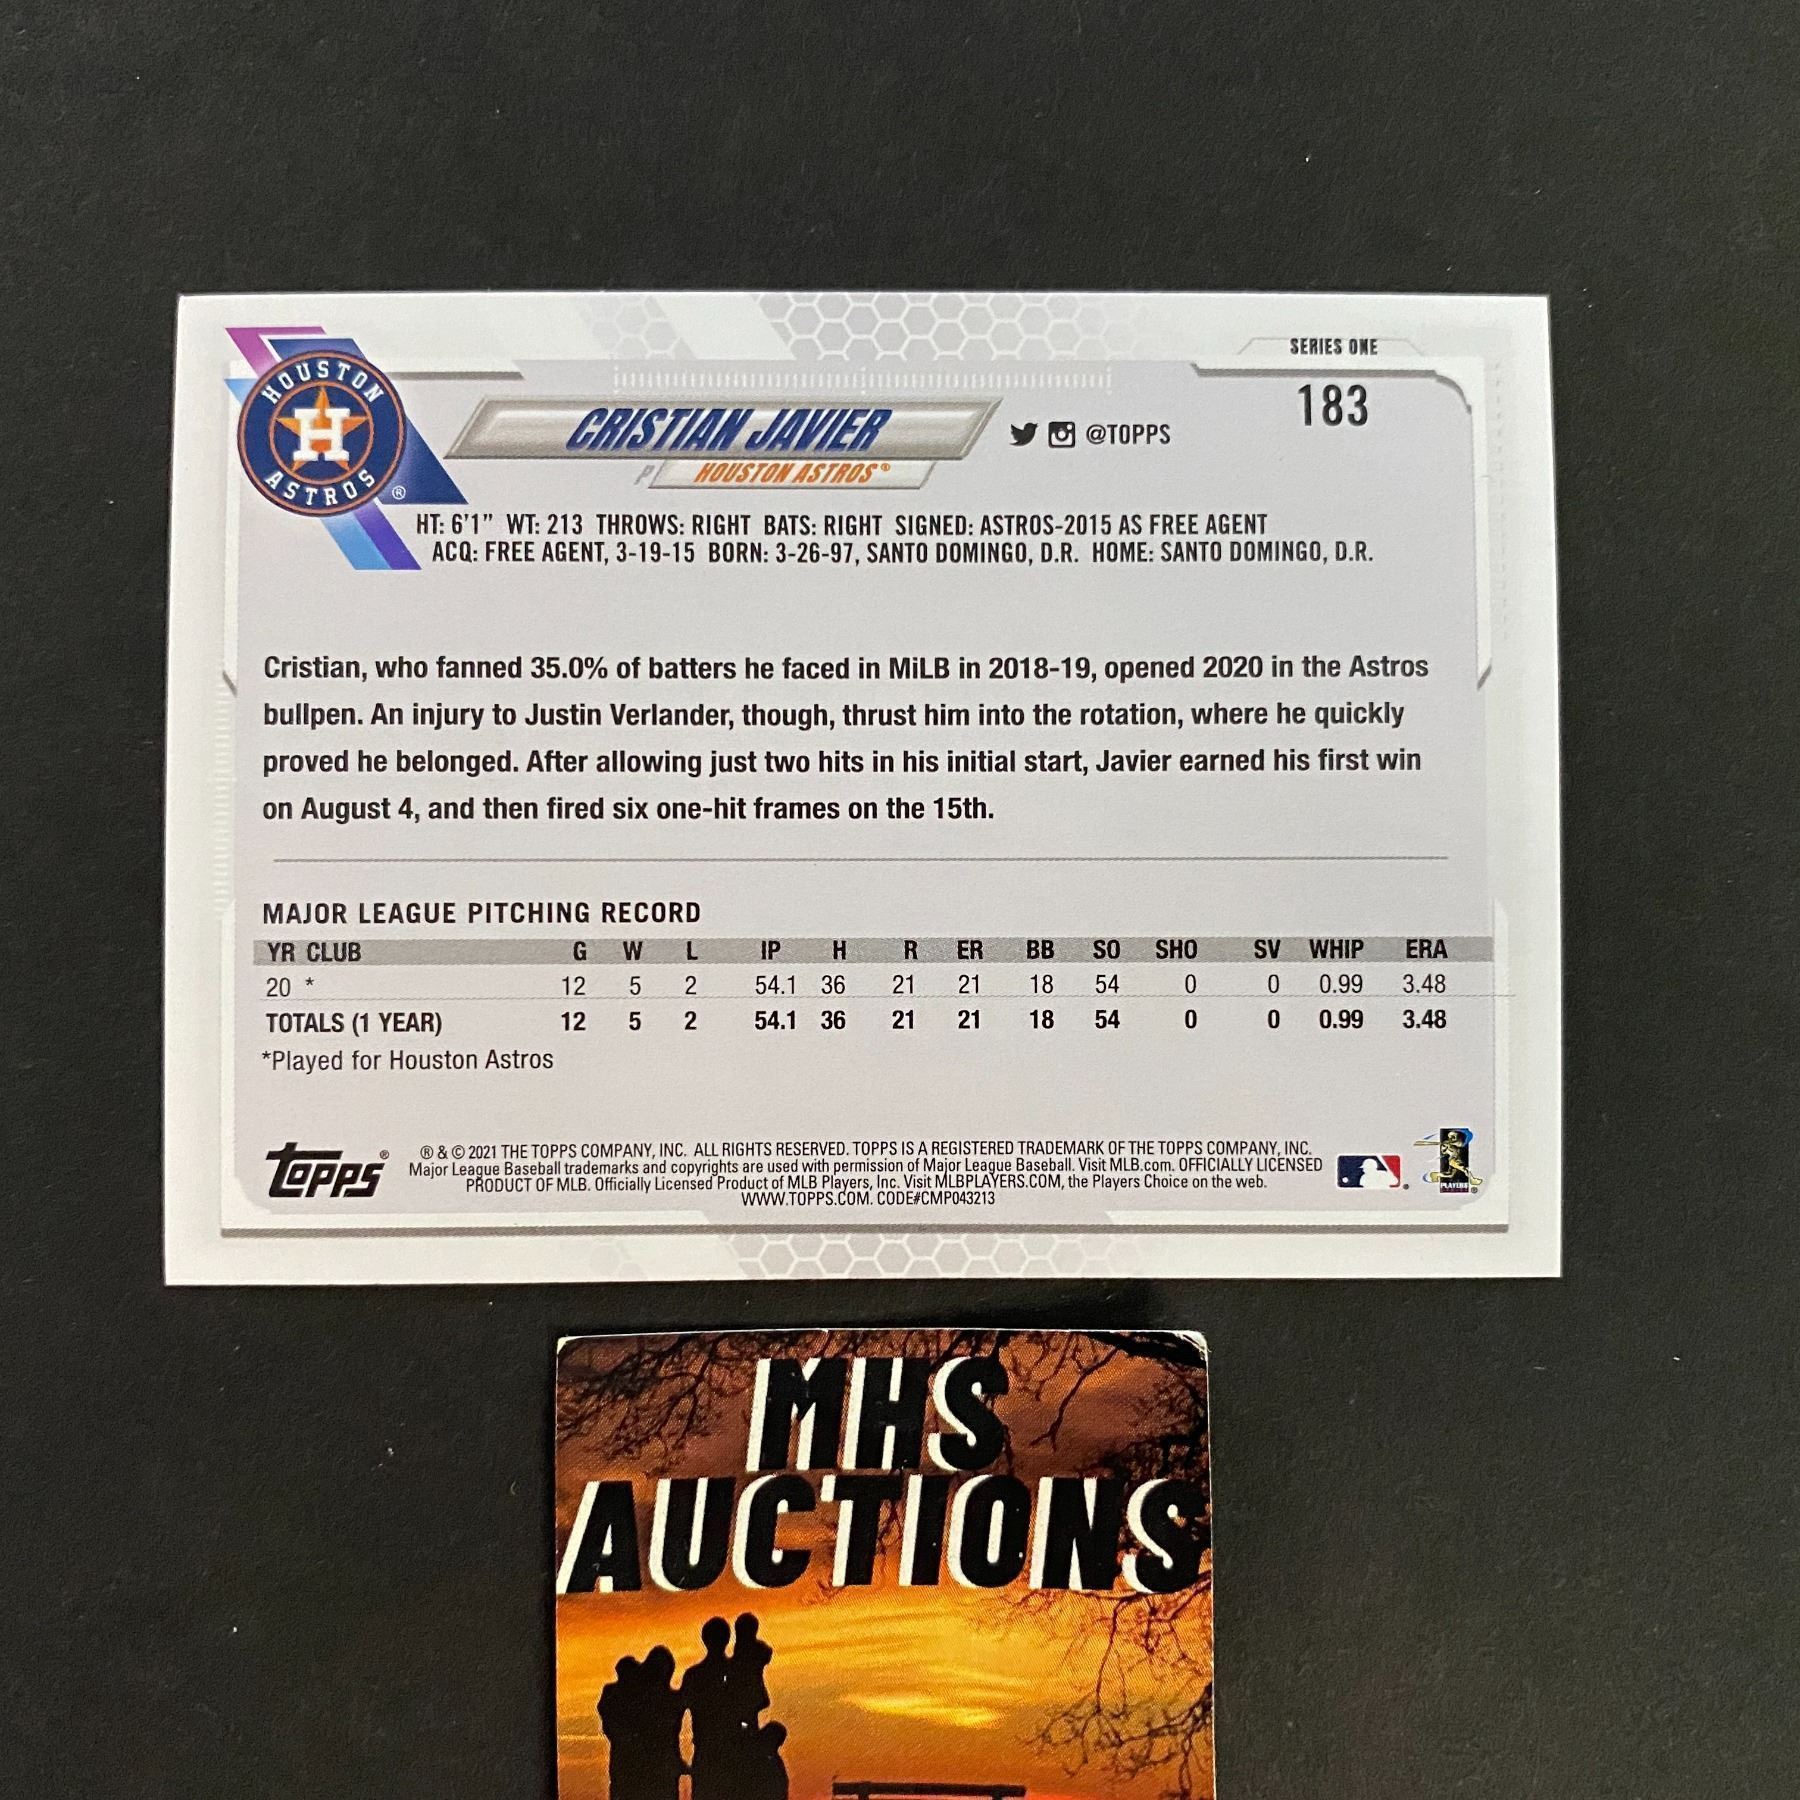 HOUSTON
H
ASTROS
®
SERIES ONE
183
CRISTIAN JAVIER
@TOPPS
P HOUSTON ASTROS®
HT: 6'1" WT: 213 THROWS: RIGHT BATS: RIGHT SIGNED: ASTROS-2015 AS FREE AGENT
ACQ: FREE AGENT, 3-19-15 BORN: 3-26-97, SANTO DOMINGO, D.R. HOME: SANTO DOMINGO, D.R.
Cristian, who fanned 35.0% of batters he faced in MiLB in 2018-19, opened 2020 in the Astros
bullpen. An injury to Justin Verlander, though, thrust him into the rotation, where he quickly
proved he belonged. After allowing just two hits in his initial start, Javier earned his first win
on August 4, and then fired six one-hit frames on the 15th.
MAJOR LEAGUE PITCHING RECORD
YR CLUB G W L IP H R ER BB SO SHO SV WHIP ERA
20 * 12 5 2 54.1 36 21 21 18 54 0 0 0.99 3.48
TOTALS (1 YEAR) 12 5 2 54.1 36 21 21 18 54 0 0 0.99 3.48
*Played for Houston Astros
Topps®
® & © 2021 THE TOPPS COMPANY, INC. ALL RIGHTS RESERVED. TOPPS IS A REGISTERED TRADEMARK OF THE TOPPS COMPANY, INC.
Major League Baseball trademarks and copyrights are used with permission of Major League Baseball. Visit MLB.com. OFFICIALLY LICENSED
PRODUCT OF MLB. Officially Licensed Product of MLB Players, Inc. Visit MLBPLAYERS.COM, the Players Choice on the web.
WWW.TOPPS.COM. CODE#CMP043213
PLAYERS
MHS
AUCTIONS